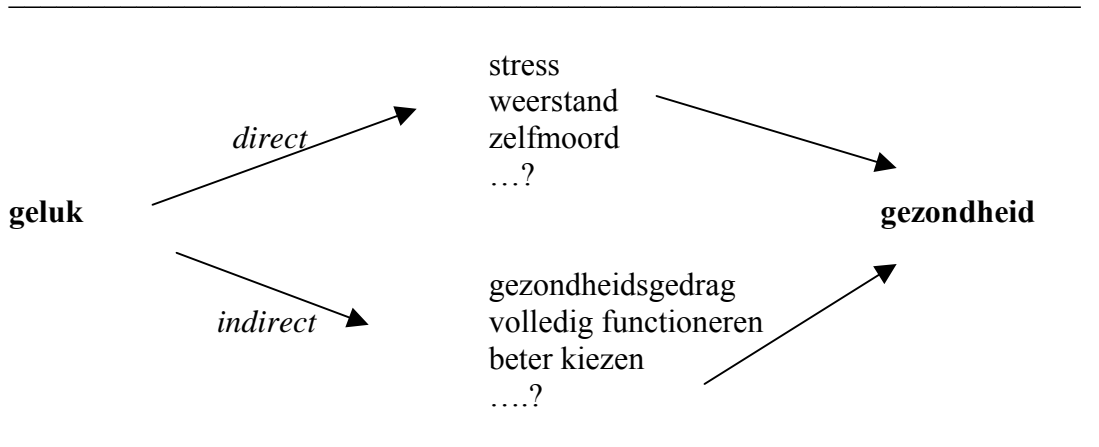 stress
weerstand
direct
zelfmoord
…?
geluk
gezondheid
gezondheidsgedrag
indirect
volledig functioneren
beter kiezen
….?